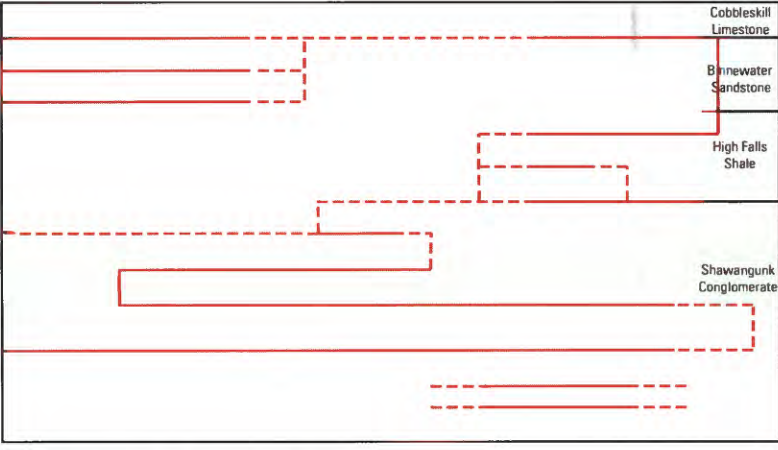 Cobbleskill
Limestone
Binnewater
Sandstone
High Falls
Shale
Shawangunk
Conglomerate